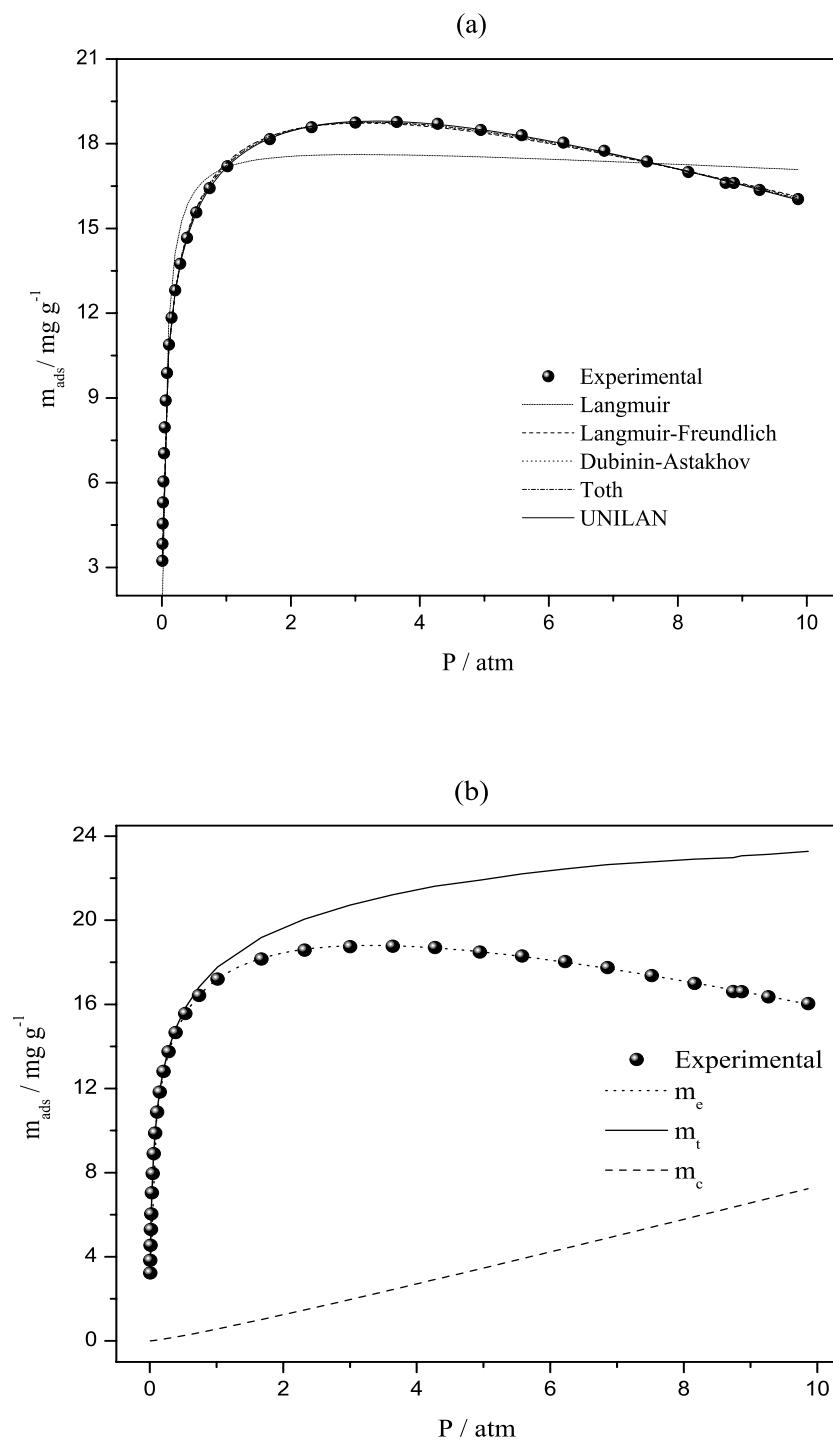 (a)
21
18
15
12
9
6
3
m_ads / mg g^-1
Experimental
Langmuir
Langmuir-Freundlich
Dubinin-Astakhov
Toth
UNILAN
0 2 4 6 8 10
P / atm
(b)
24
20
16
12
8
4
0
m_ads / mg g^-1
Experimental
m_e
m_t
m_c
0 2 4 6 8 10
P / atm